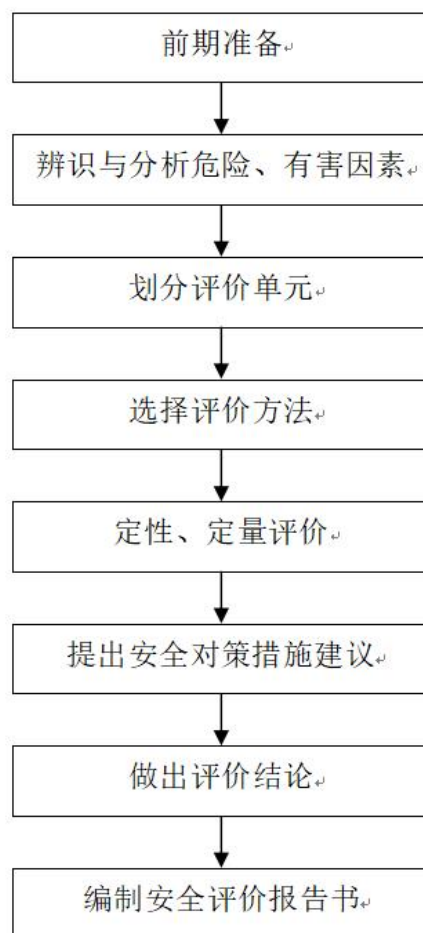 前期准备
辨识与分析危险、有害因素
划分评价单元
选择评价方法
定性、定量评价
提出安全对策措施建议
做出评价结论
编制安全评价报告书